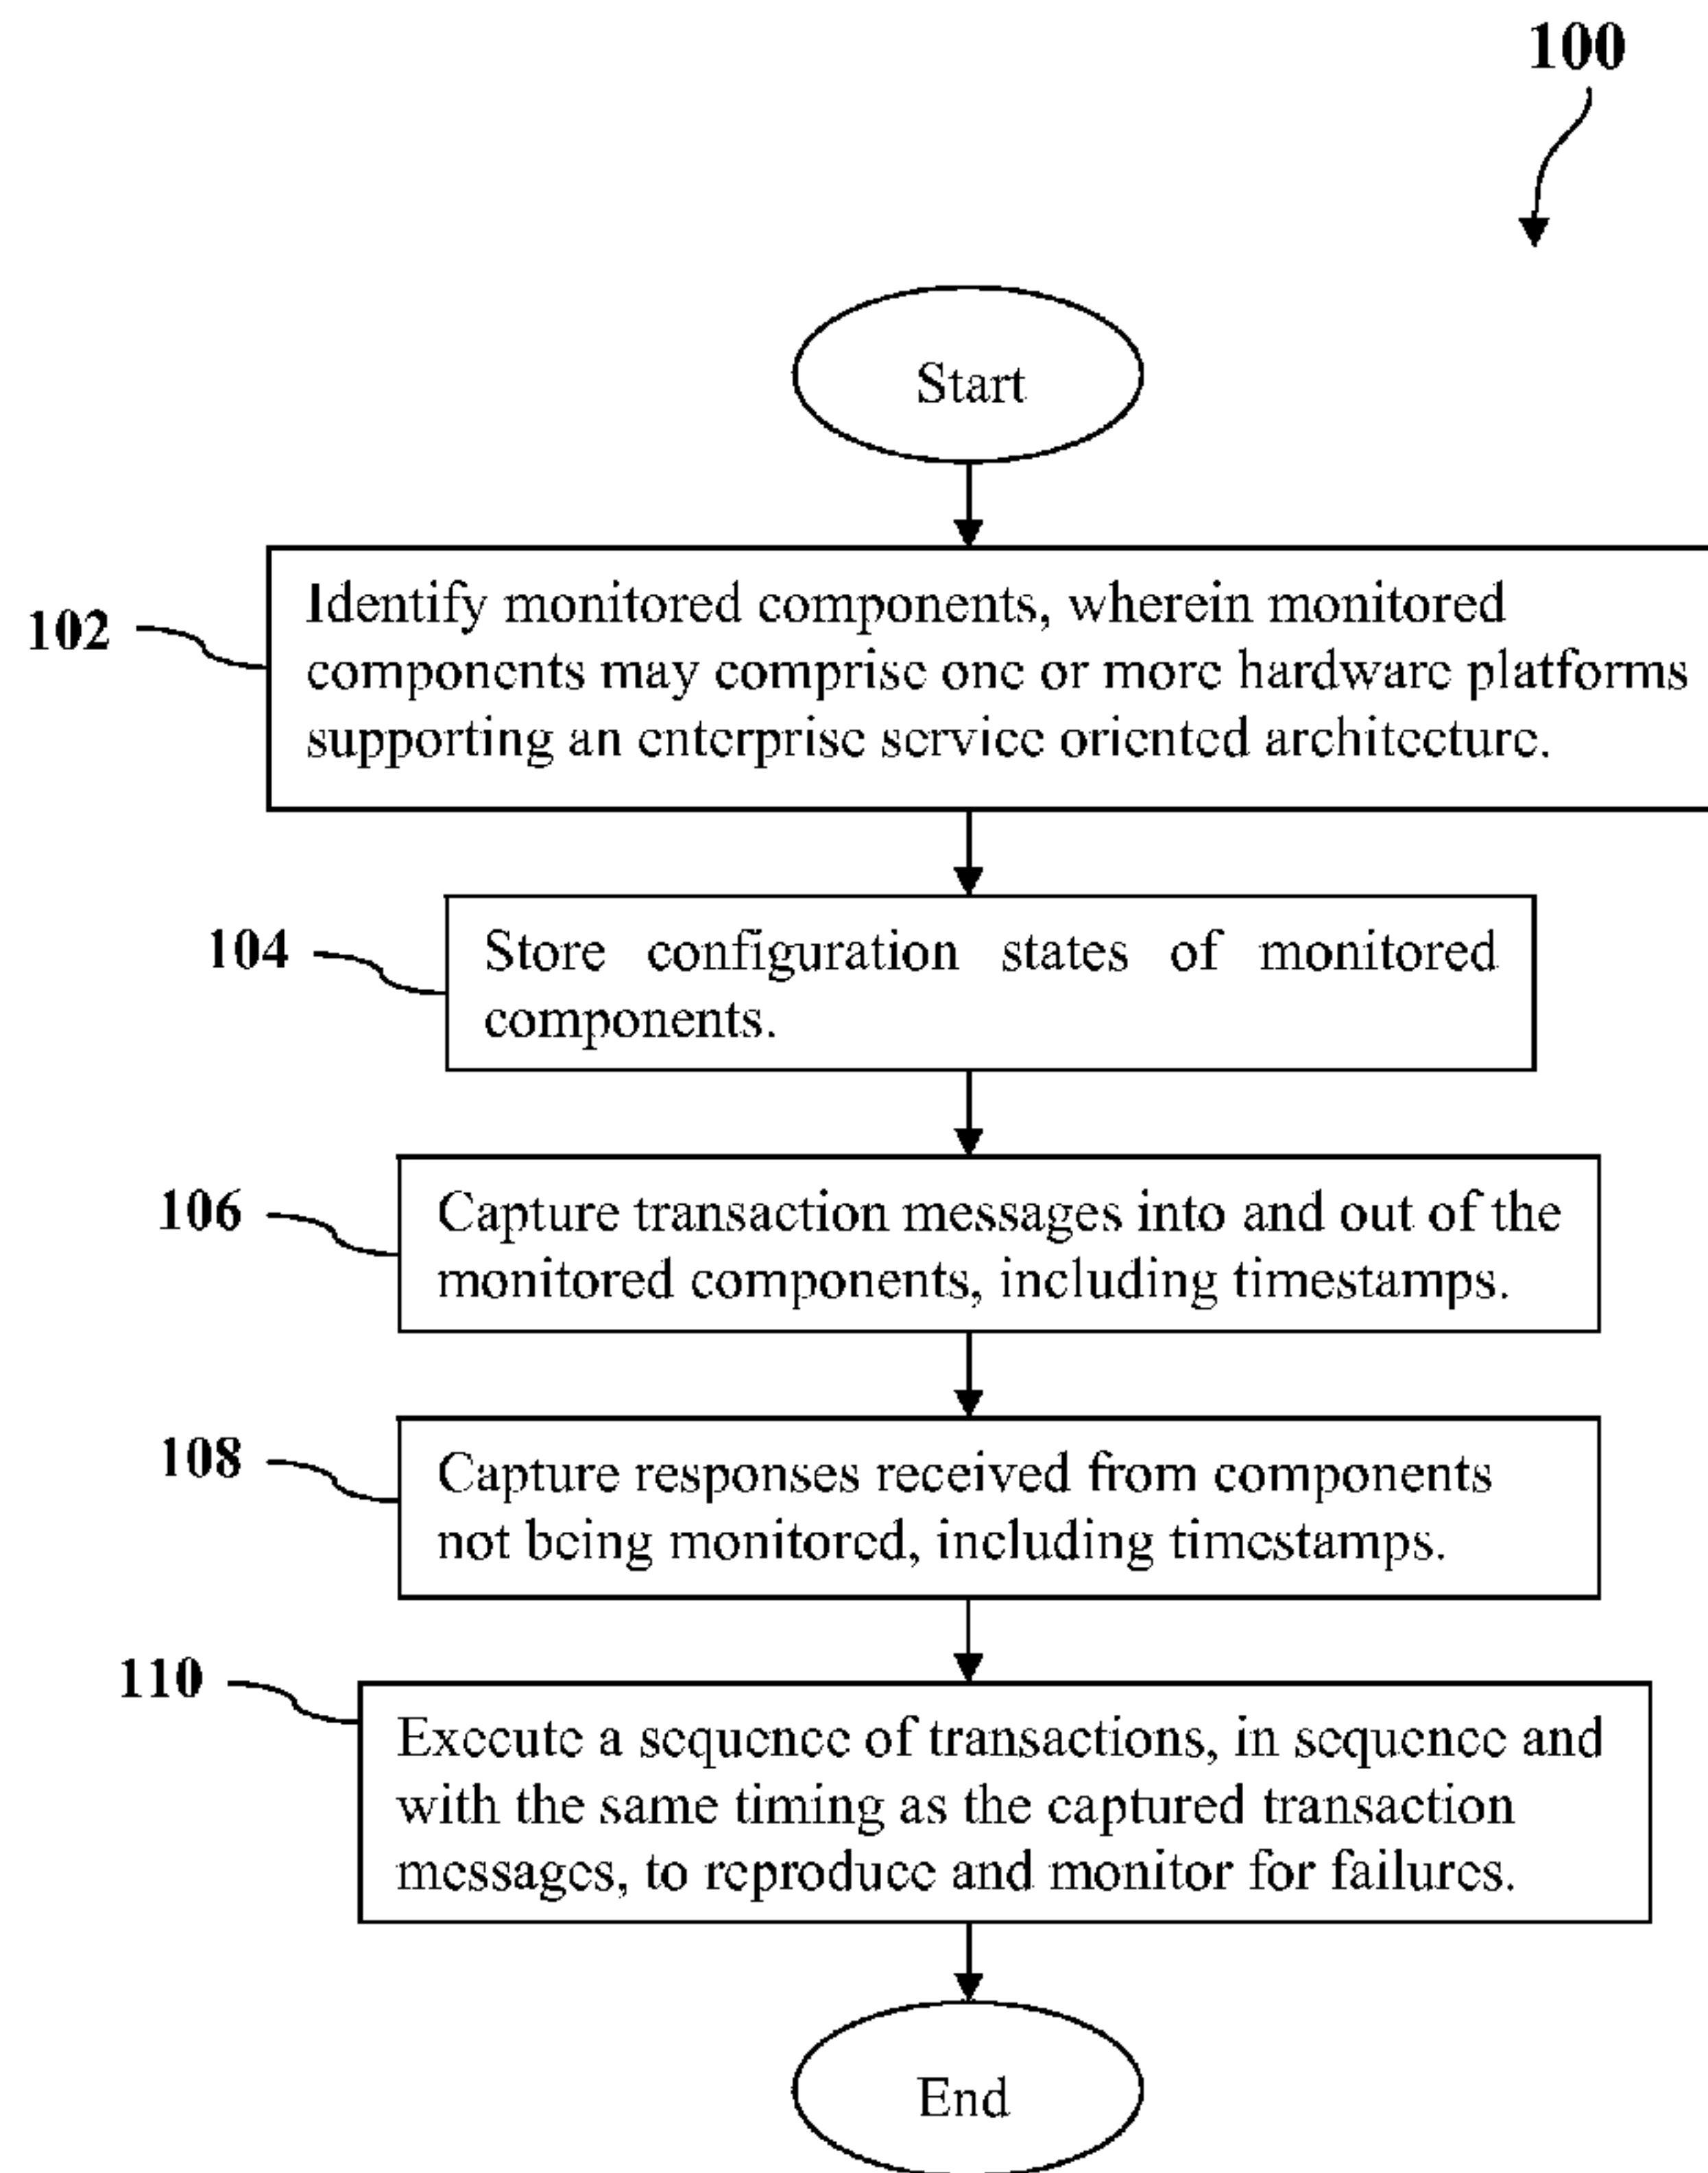 100
Start
102
Identify monitored components, wherein monitored
components may comprise one or more hardware platforms
supporting an enterprise service oriented architecture.
104
Store configuration states of monitored
components.
106
Capture transaction messages into and out of the
monitored components, including timestamps.
108
Capture responses received from components
not being monitored, including timestamps.
110
Execute a sequence of transactions, in sequence and
with the same timing as the captured transaction
messages, to reproduce and monitor for failures.
End